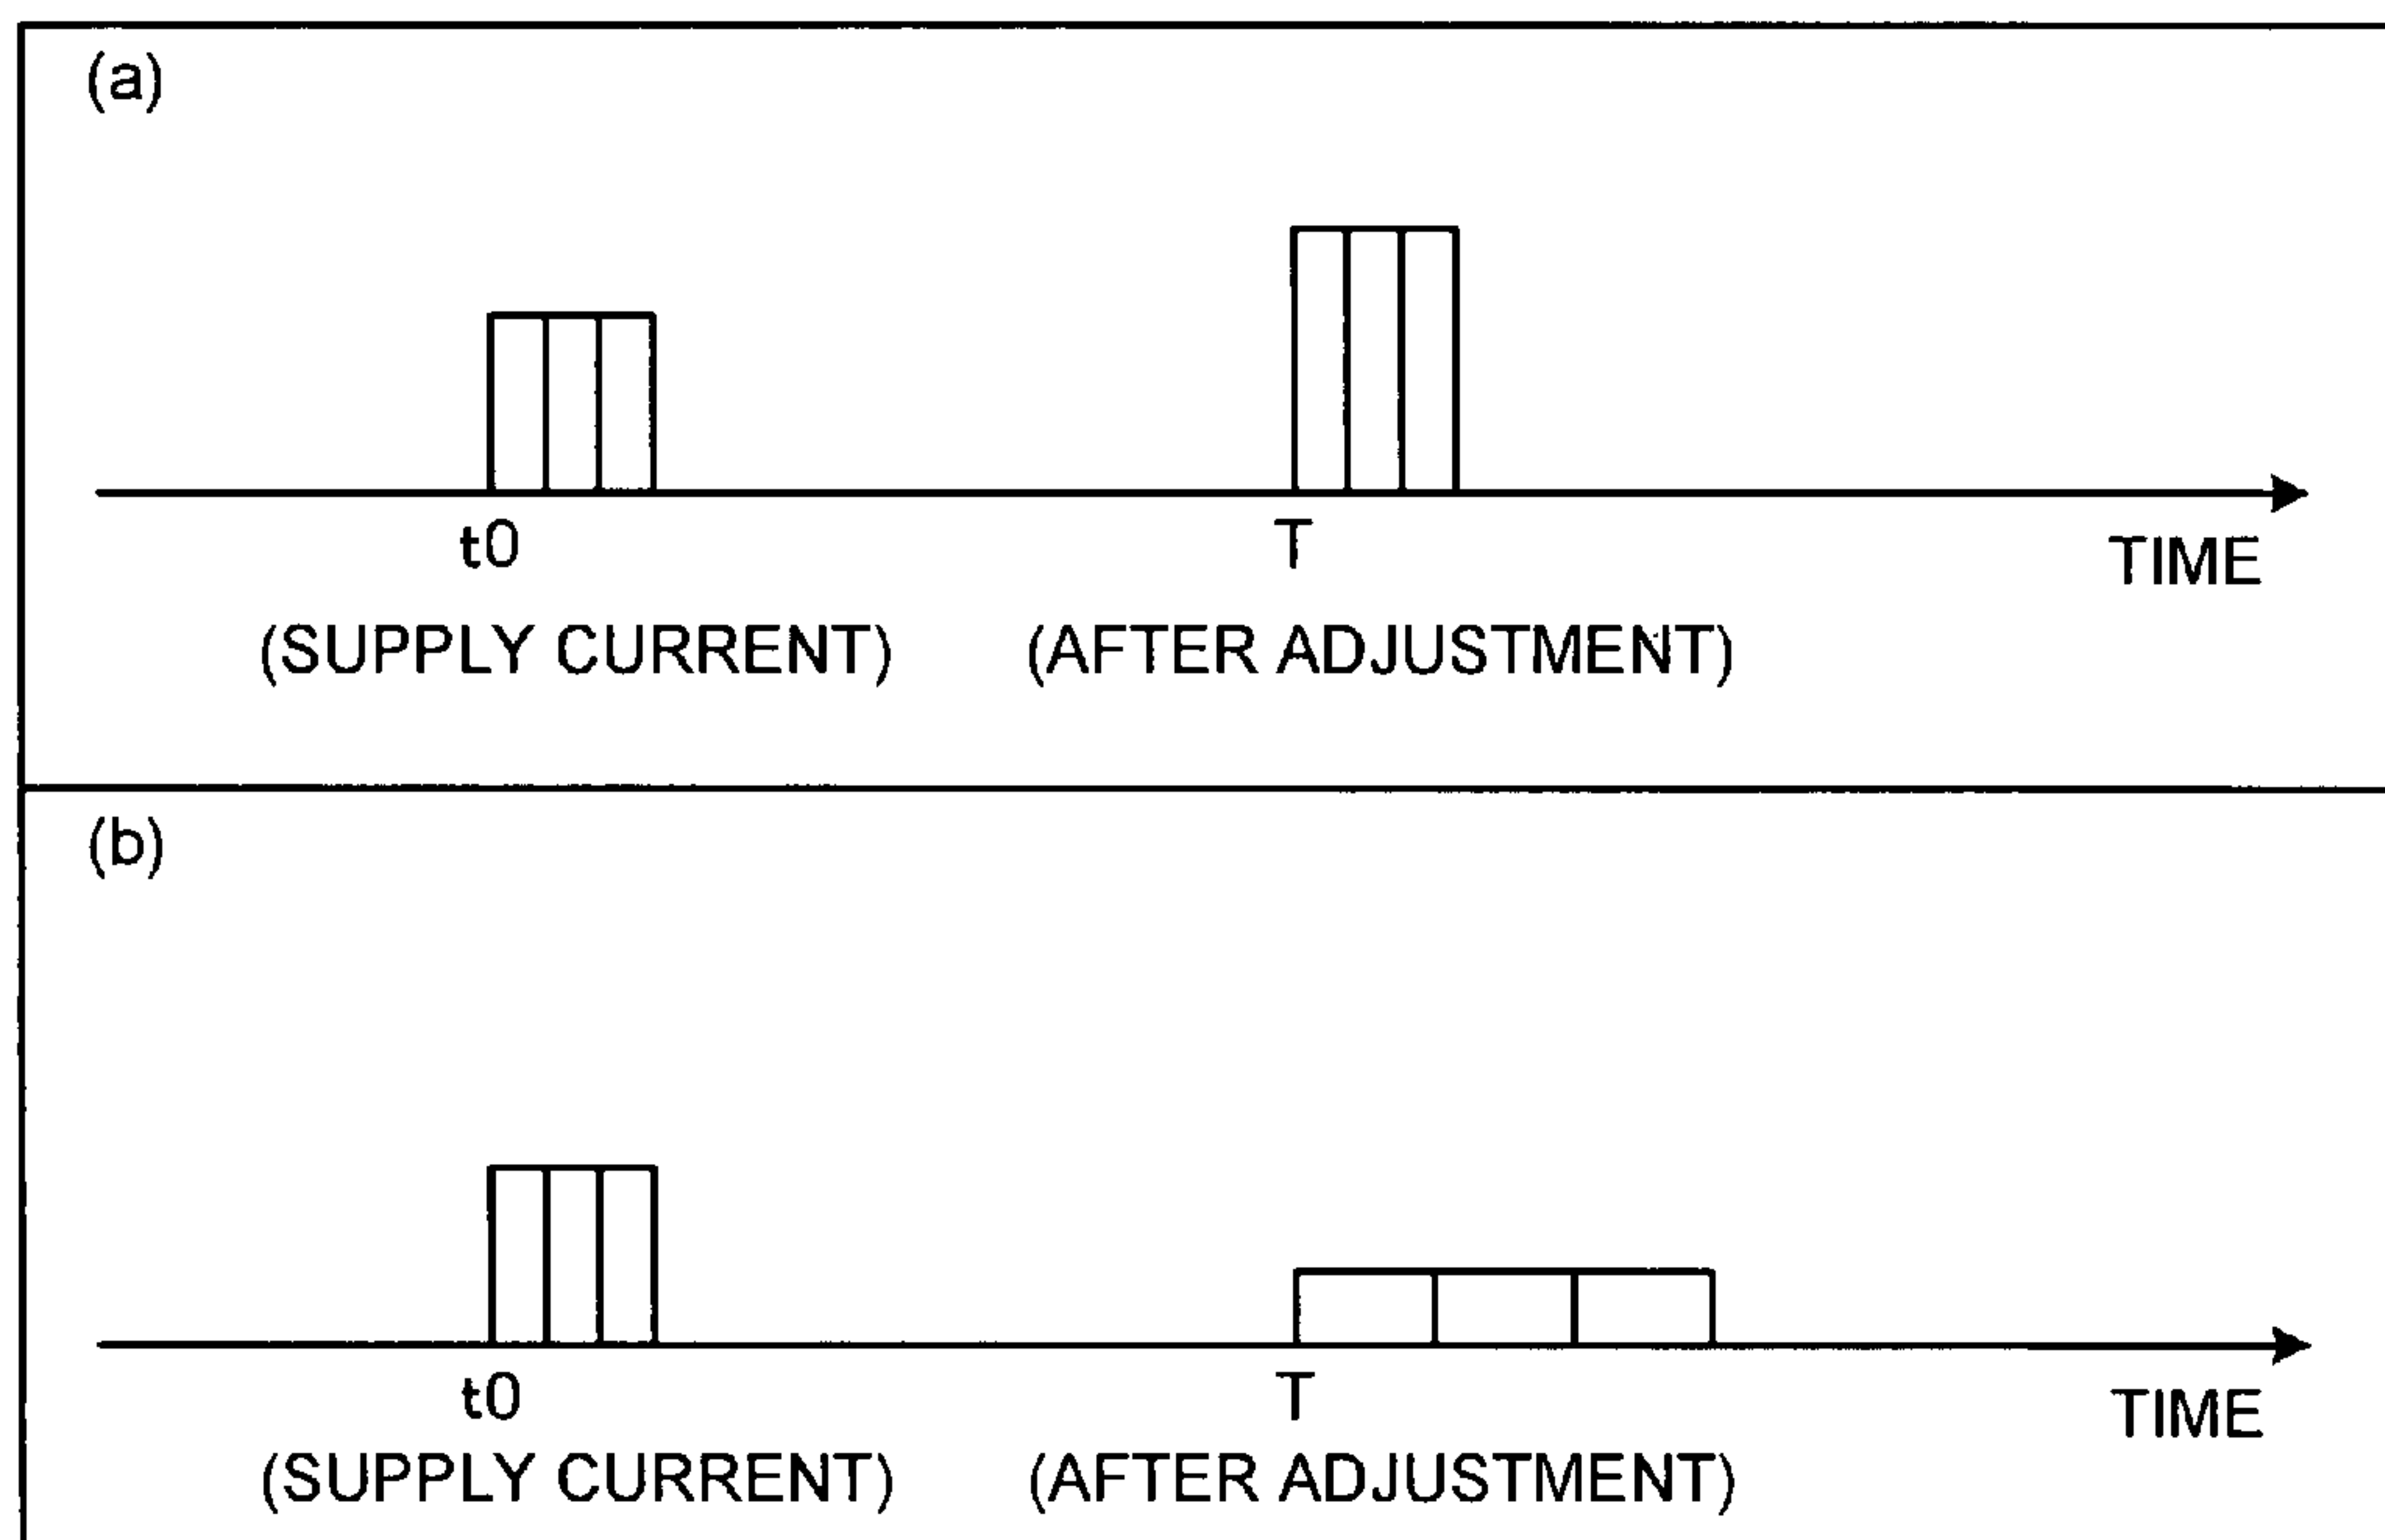 (a)
t0 T TIME
(SUPPLY CURRENT) (AFTER ADJUSTMENT)
(b)
t0 T TIME
(SUPPLY CURRENT) (AFTER ADJUSTMENT)